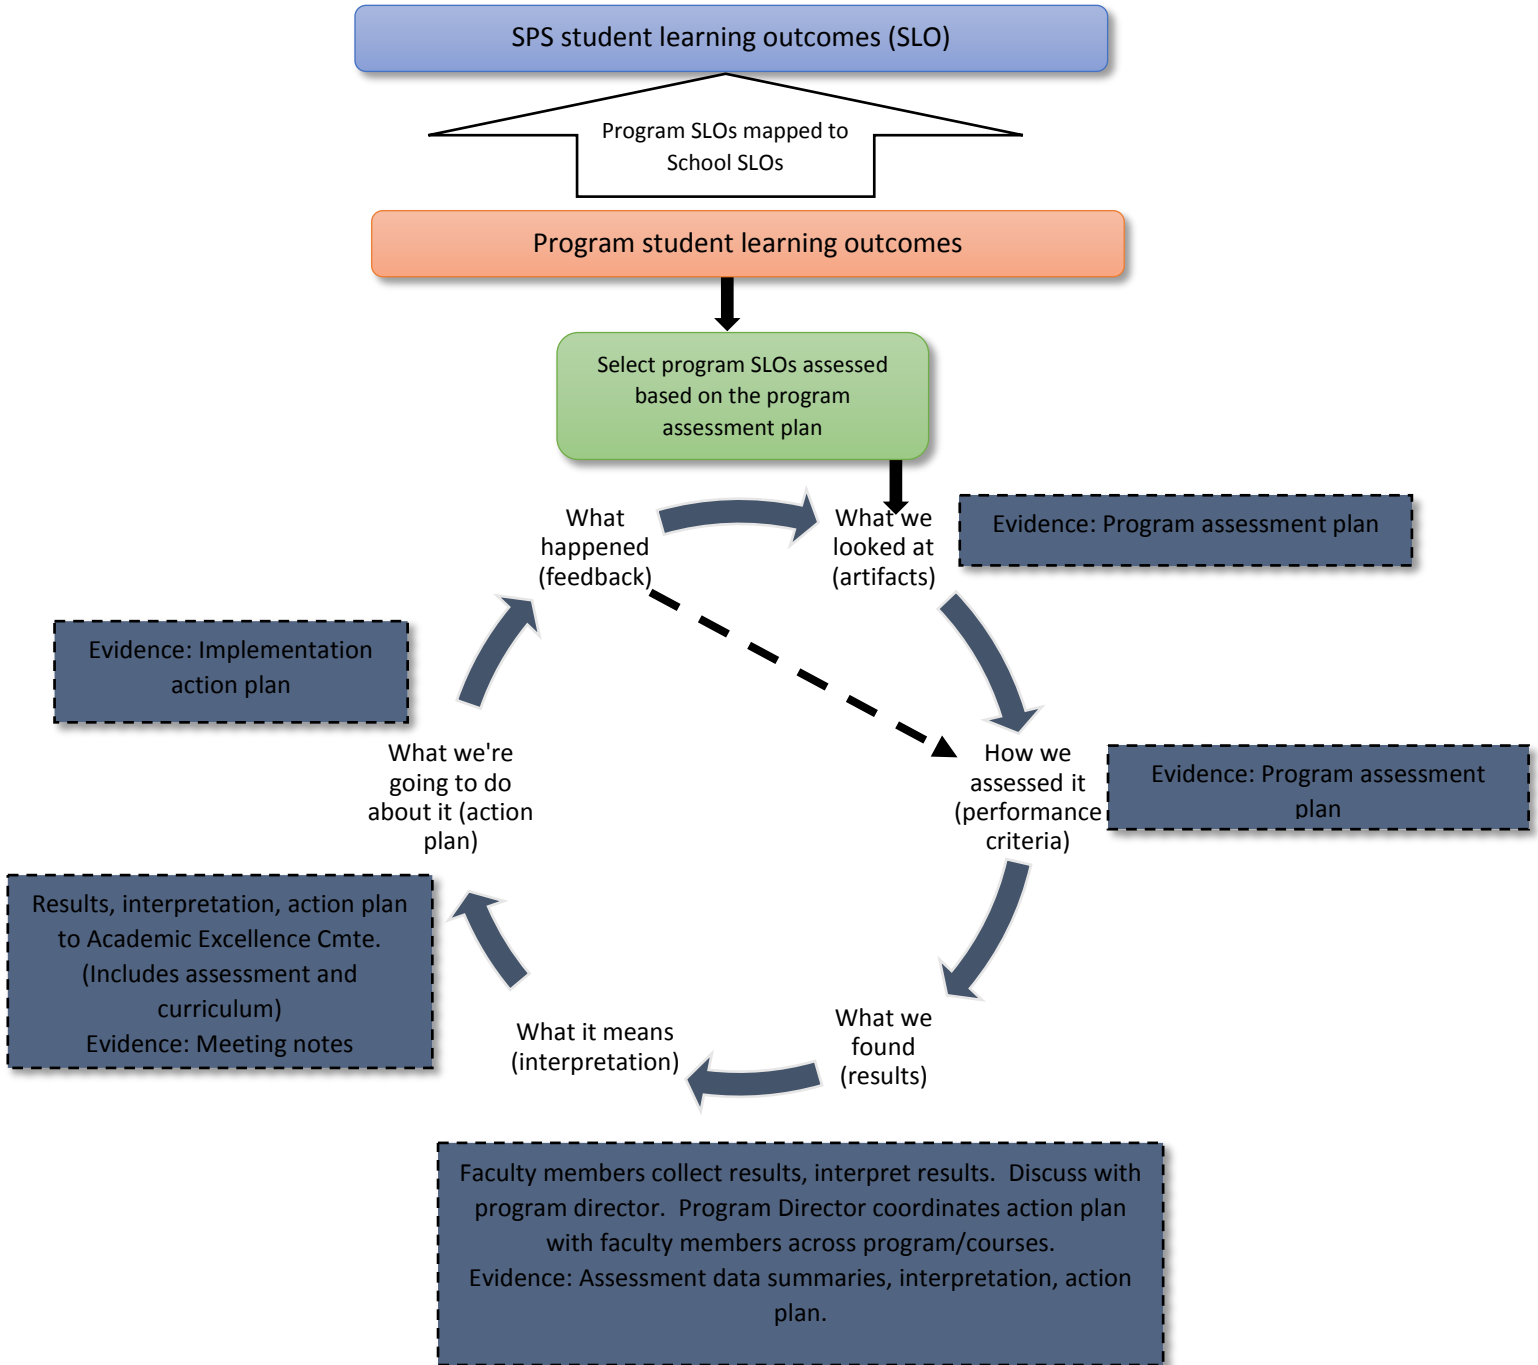 SPS student learning outcomes (SLO)
Program SLOs mapped to
School SLOs
Program student learning outcomes
Select program SLOs assessed
based on the program
assessment plan
What
happened
(feedback)
What we
looked at
(artifacts)
Evidence: Program assessment plan
Evidence: Implementation
action plan
What we're
going to do
about it (action
plan)
How we
assessed it
(performance
criteria)
Evidence: Program assessment
plan
Results, interpretation, action plan
to Academic Excellence Cmte.
(Includes assessment and
curriculum)
Evidence: Meeting notes
What it means
(interpretation)
What we
found
(results)
Faculty members collect results, interpret results.  Discuss with
program director.  Program Director coordinates action plan
with faculty members across program/courses.
Evidence: Assessment data summaries, interpretation, action
plan.